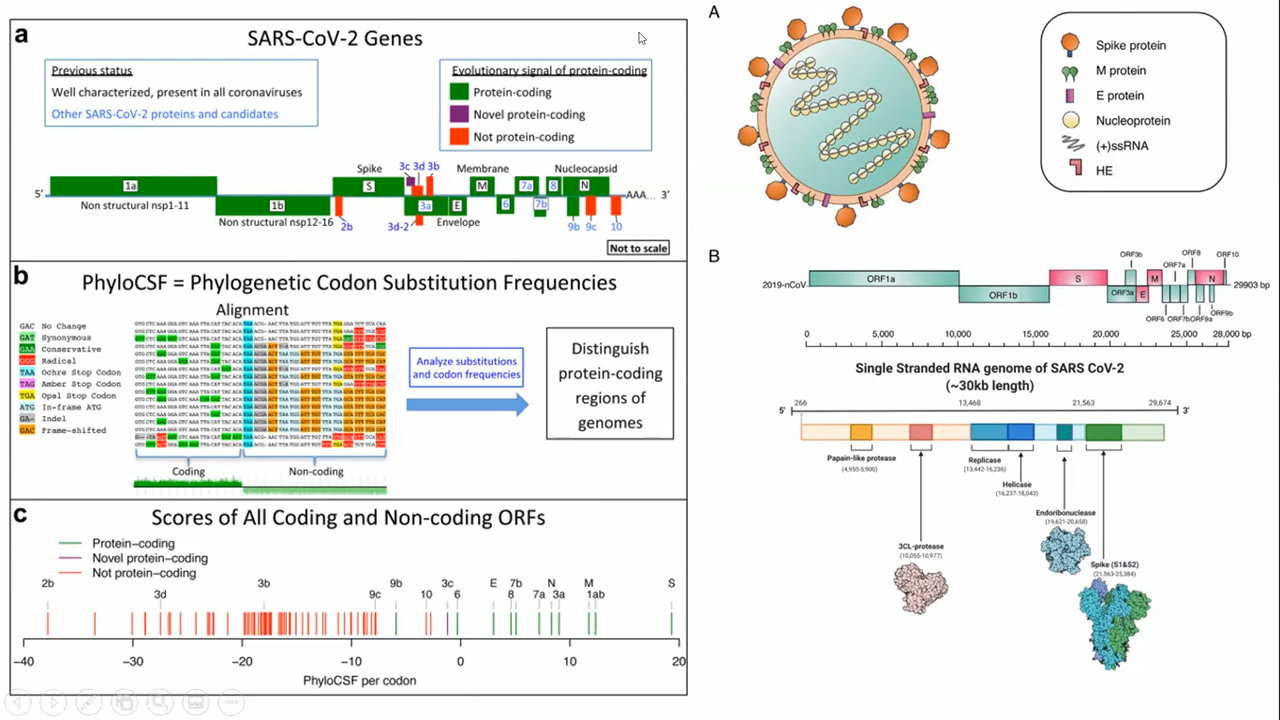 a
SARS-CoV-2 Genes
Previous status
Well characterized, present in all coronaviruses
Other SARS-CoV-2 proteins and candidates
Evolutionary signal of protein-coding
Protein-coding
Novel protein-coding
Not protein-coding
Spike
3c 3d 3b
Membrane
Nucleocapsid
5′ 1a S M 7a 8 N AAA... 3′
Non structural nsp1-11
1b
3a E 6 7b
Non structural nsp12-16
2b
3d-2
Envelope
9b 9c 10
Not to scale
b
PhyloCSF = Phylogenetic Codon Substitution Frequencies
Alignment
GAC No Change
GAT Synonymous
GAA Conservative
GGG Radical
TAA Ochre Stop Codon
TAG Amber Stop Codon
TGA Opal Stop Codon
ATG In-frame ATG
GA- Indel
GAC Frame-shifted
Coding
Non-coding
Analyze substitutions
and codon frequencies
Distinguish
protein-coding
regions of
genomes
c
Scores of All Coding and Non-coding ORFs
Protein-coding
Novel protein-coding
Not protein-coding
2b 3b 9b 3c E 7b N M S
3d 9c 10 6 8 7a 3a 1ab
−40 −30 −20 −10 0 10 20
PhyloCSF per codon
A
Spike protein
M protein
E protein
Nucleoprotein
(+)ssRNA
HE
B
ORF3b ORF8 ORF10
ORF7a
2019-nCoV ORF1a S M N 29903 bp
ORF1b ORF3a E
ORF6 ORF7b ORF9a ORF9b
0 5,000 10,000 15,000 20,000 25,000 28,000 bp
Single Stranded RNA genome of SARS CoV-2
(~30kb length)
266 13,468 21,563 29,674
5' 3'
Papain-like protease
(4,955-5,900)
Replicase
(13,442-16,236)
Helicase
(16,237-18,043)
Endoribonuclease
(19,621-20,658)
3CL-protease
(10,055-10,977)
Spike (S1&S2)
(21,563-25,384)